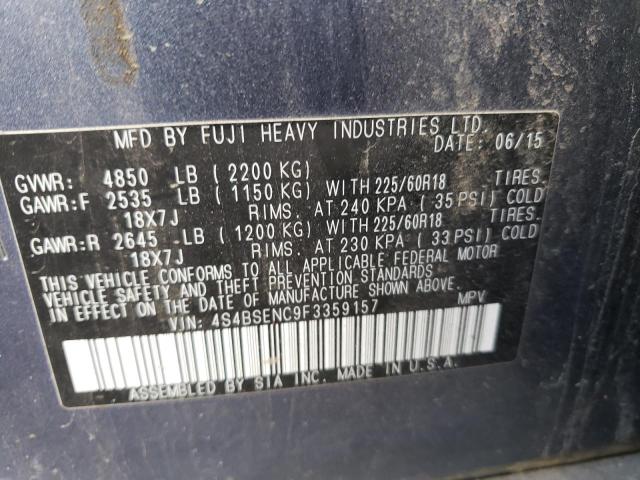 MFD BY FUJI HEAVY INDUSTRIES LTD.
DATE: 06/15
GVWR: 4850 LB ( 2200 KG)
GAWR:F 2535 LB ( 1150 KG) WITH 225/60R18 TIRES.
18X7J RIMS. AT 240 KPA ( 35 PSI) COLD
GAWR:R 2645 LB ( 1200 KG) WITH 225/60R18 TIRES.
18X7J RIMS. AT 230 KPA ( 33 PSI) COLD
THIS VEHICLE CONFORMS TO ALL APPLICABLE FEDERAL MOTOR
VEHICLE SAFETY AND THEFT PREVENTION STANDARDS
IN EFFECT ON THE DATE OF MANUFACTURE SHOWN ABOVE.
VIN: 4S4BSENC9F3359157 MPV
ASSEMBLED BY SIA INC. MADE IN U.S.A.